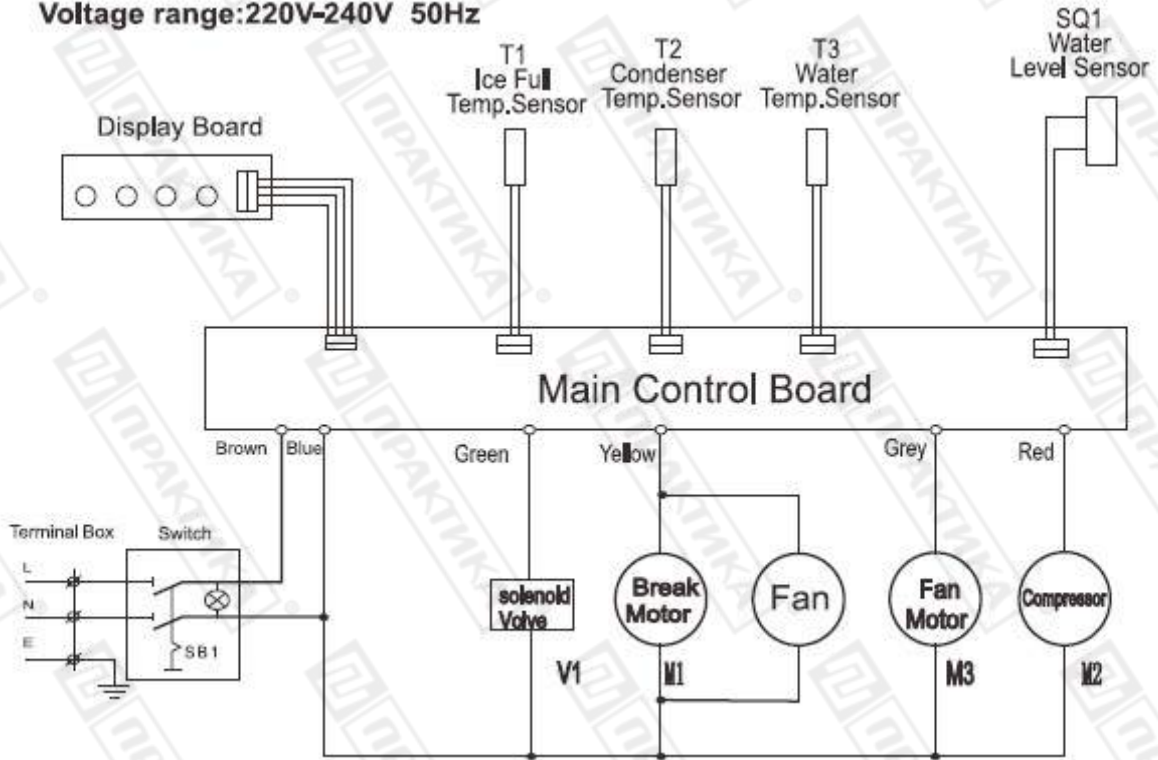 Voltage range:220V-240V 50Hz
T1
Ice Full
Temp.Sensor
T2
Condenser
Temp.Sensor
T3
Water
Temp.Sensor
SQ1
Water
Level Sensor
Display Board
Main Control Board
Brown
Blue
Green
Yellow
Grey
Red
Terminal Box
Switch
L
N
E
SB1
solenoid
Volve
V1
Break
Motor
M1
Fan
Fan
Motor
M3
Compressor
M2
ПРАКТИКА